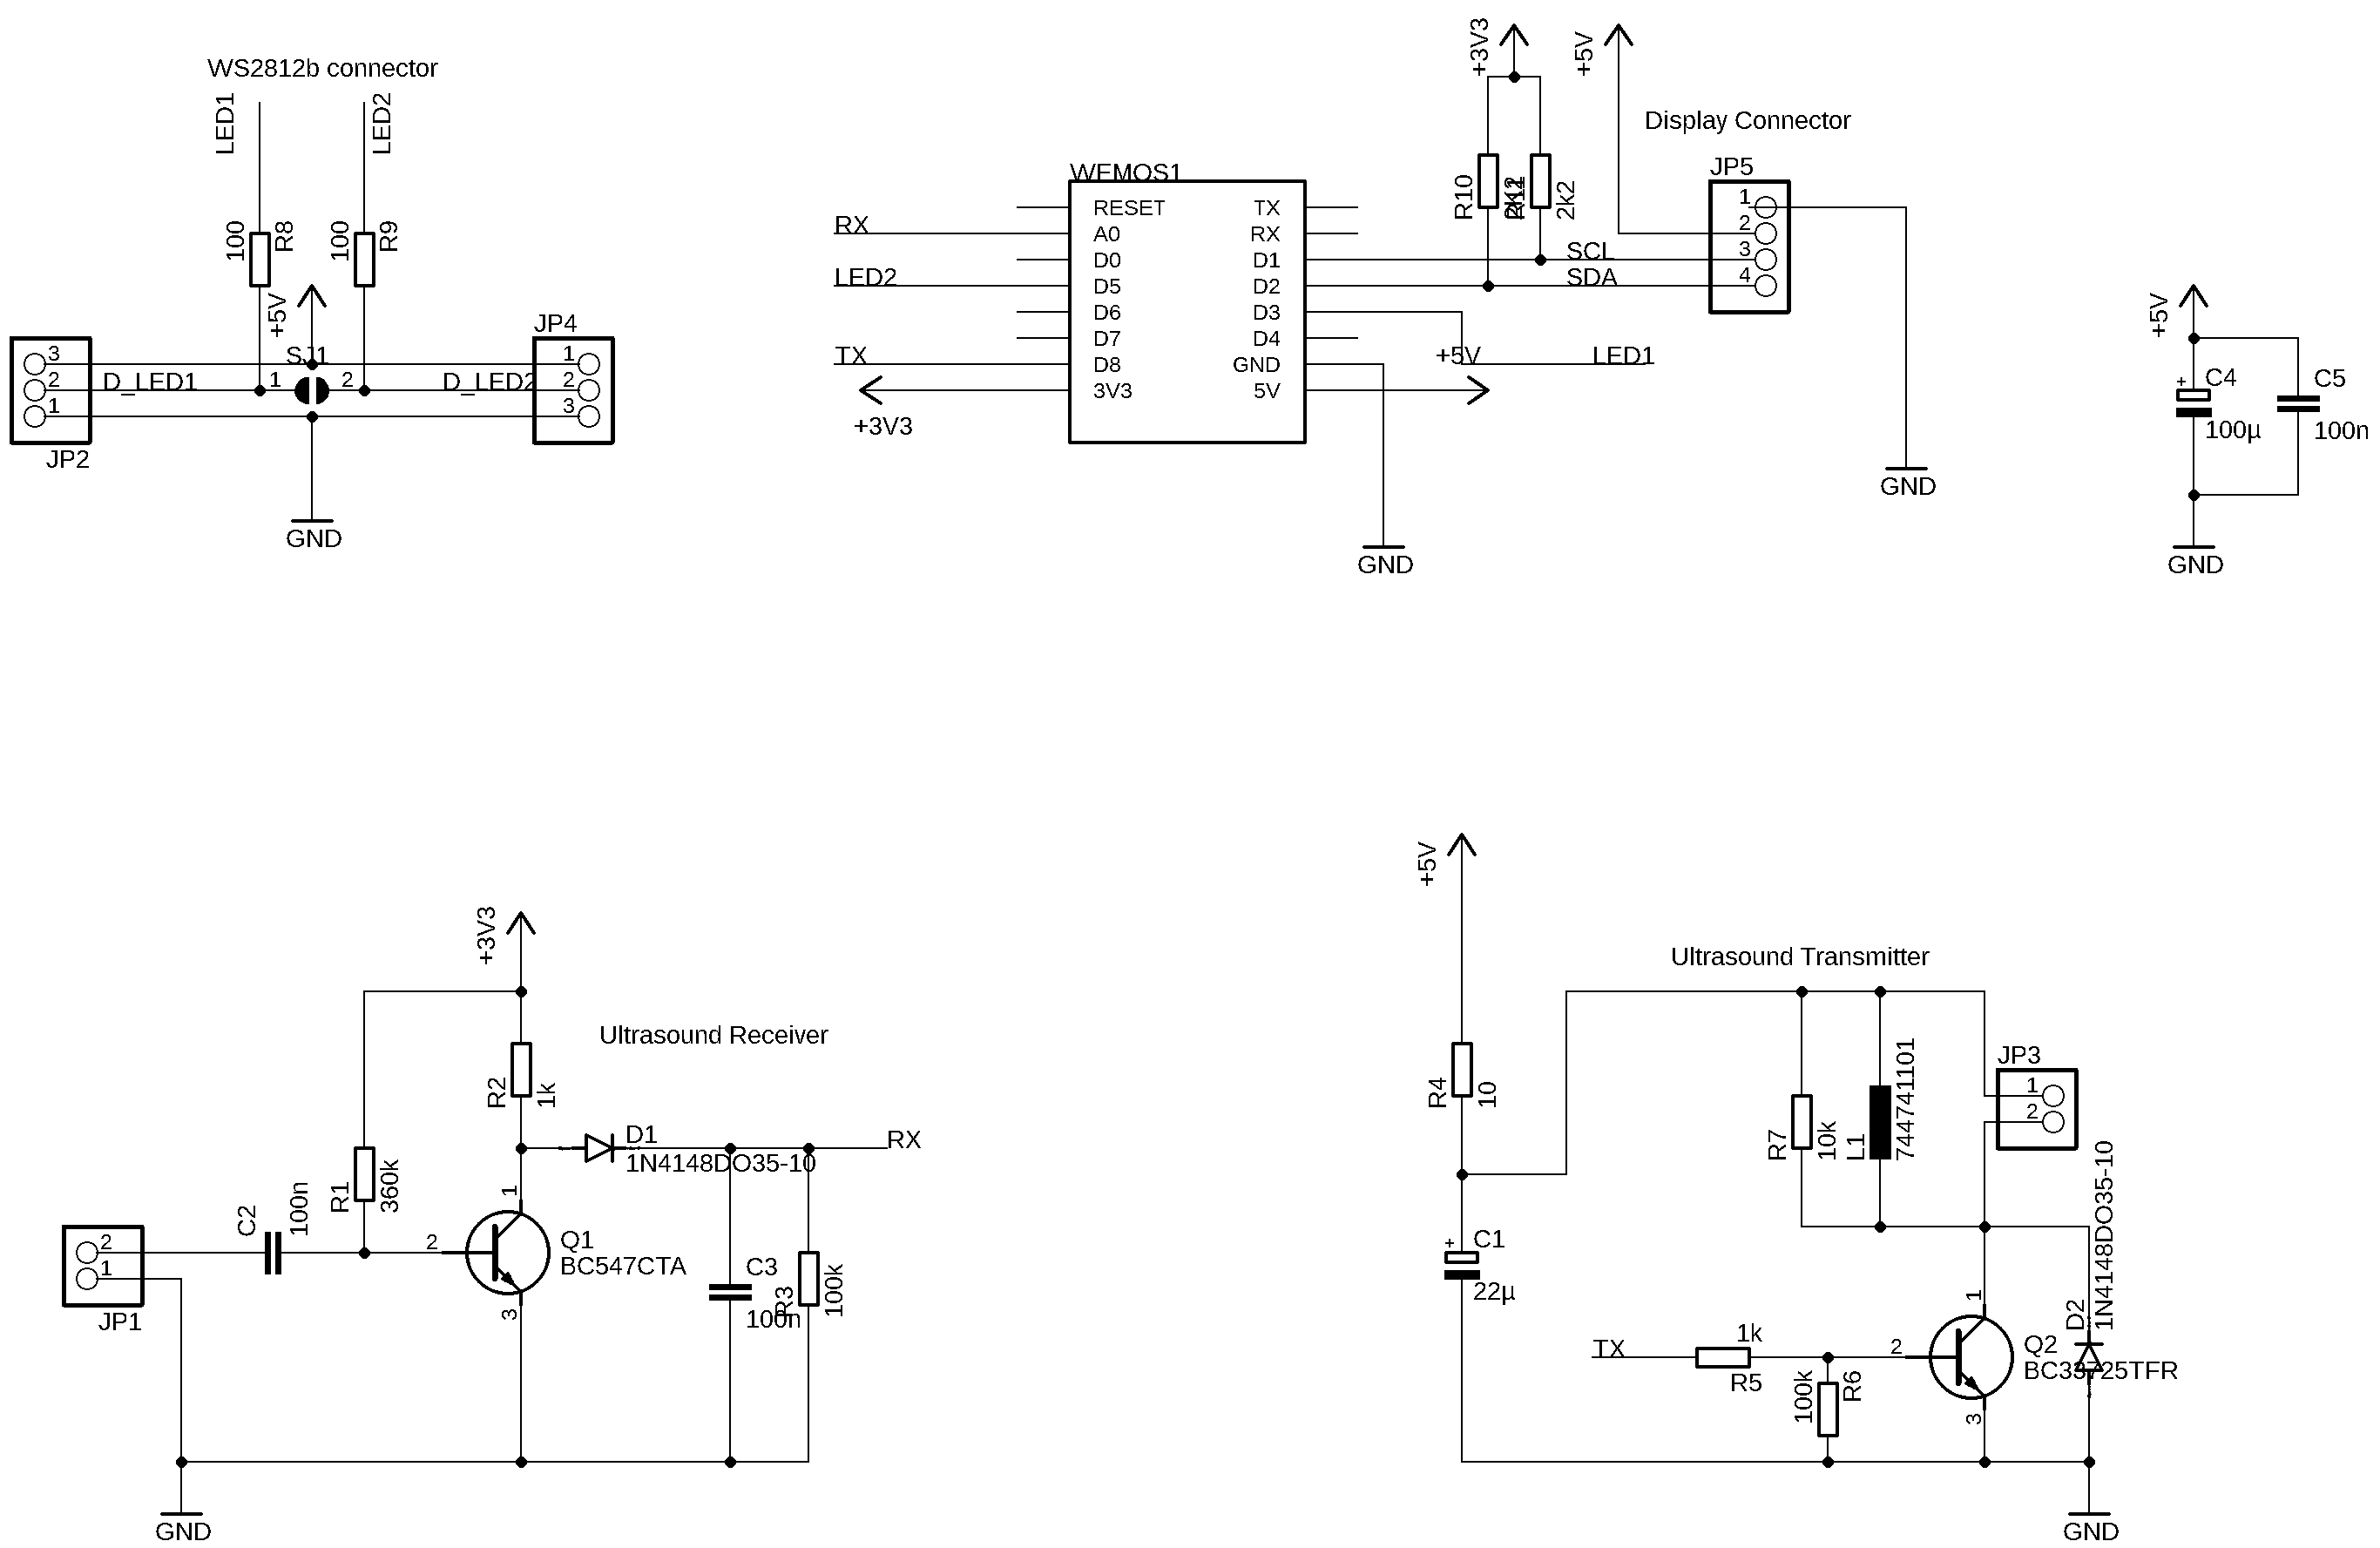 WS2812b connector
LED1
LED2
100
R8
100
R9
+5V
SJ1
JP4
3
2
1
D_LED1
1
2
D_LED2
1
2
3
JP2
GND
+3V3
+5V
Display Connector
JP5
WEMOS1
R10
2k2
R11
2k2
RX
LED2
TX
+3V3
RESET
A0
D0
D5
D6
D7
D8
3V3
TX
RX
D1
D2
D3
D4
GND
5V
SCL
SDA
1
2
3
4
+5V
LED1
GND
GND
+5V
+
C4
100µ
C5
100n
GND
+3V3
Ultrasound Receiver
R2
1k
D1
1N4148DO35-10
RX
R1
360k
C2
100n
2
1
JP1
1
2
3
Q1
BC547CTA
C3
100n
R3
100k
GND
+5V
Ultrasound Transmitter
R4
10
R7
10k
L1
744741101
JP3
1
2
+
C1
22µ
TX
1k
R5
100k
R6
1
2
3
Q2
BC33725TFR
D2
1N4148DO35-10
GND